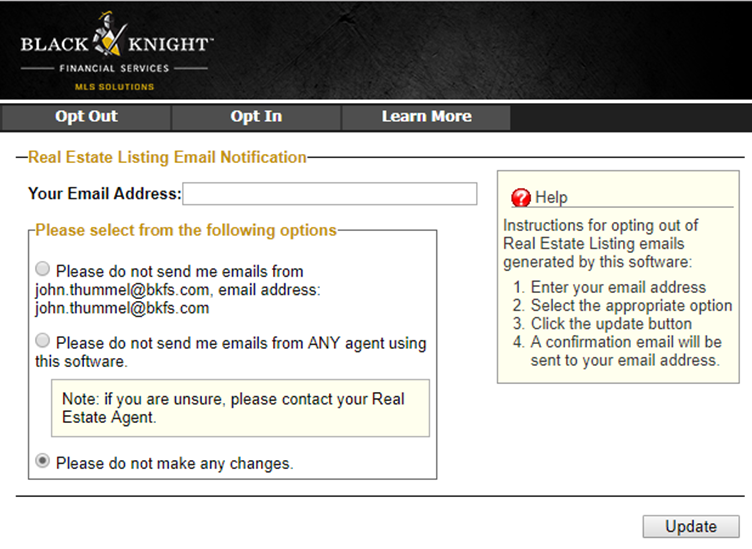 BLACK KNIGHT™
FINANCIAL SERVICES
MLS SOLUTIONS
Opt Out
Opt In
Learn More
Real Estate Listing Email Notification
Your Email Address:
Please select from the following options
Please do not send me emails from
john.thummel@bkfs.com, email address:
john.thummel@bkfs.com
Please do not send me emails from ANY agent using
this software.
Note: if you are unsure, please contact your Real
Estate Agent.
Please do not make any changes.
? Help
Instructions for opting out of
Real Estate Listing emails
generated by this software:
1. Enter your email address
2. Select the appropriate option
3. Click the update button
4. A confirmation email will be
sent to your email address.
Update